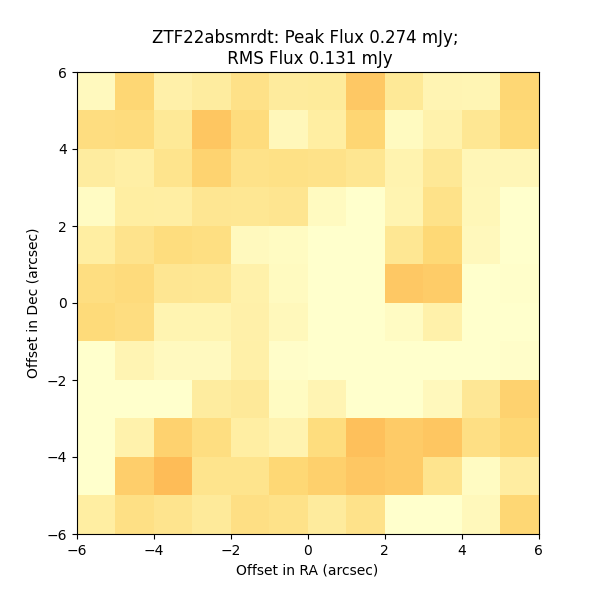 ZTF22absmrdt: Peak Flux 0.274 mJy;
RMS Flux 0.131 mJy
6
4
2
0
−2
−4
−6
Offset in Dec (arcsec)
−6 −4 −2 0 2 4 6
Offset in RA (arcsec)